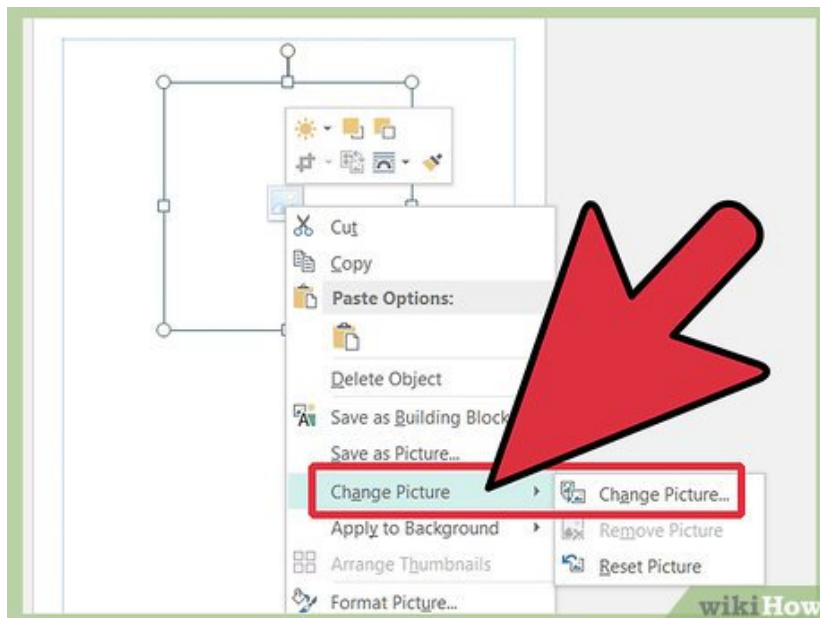 Cut
Copy
Paste Options:
Delete Object
Save as Building Block
Save as Picture...
Change Picture
Change Picture...
Apply to Background
Remove Picture
Arrange Thumbnails
Reset Picture
Format Picture...
wikiHow